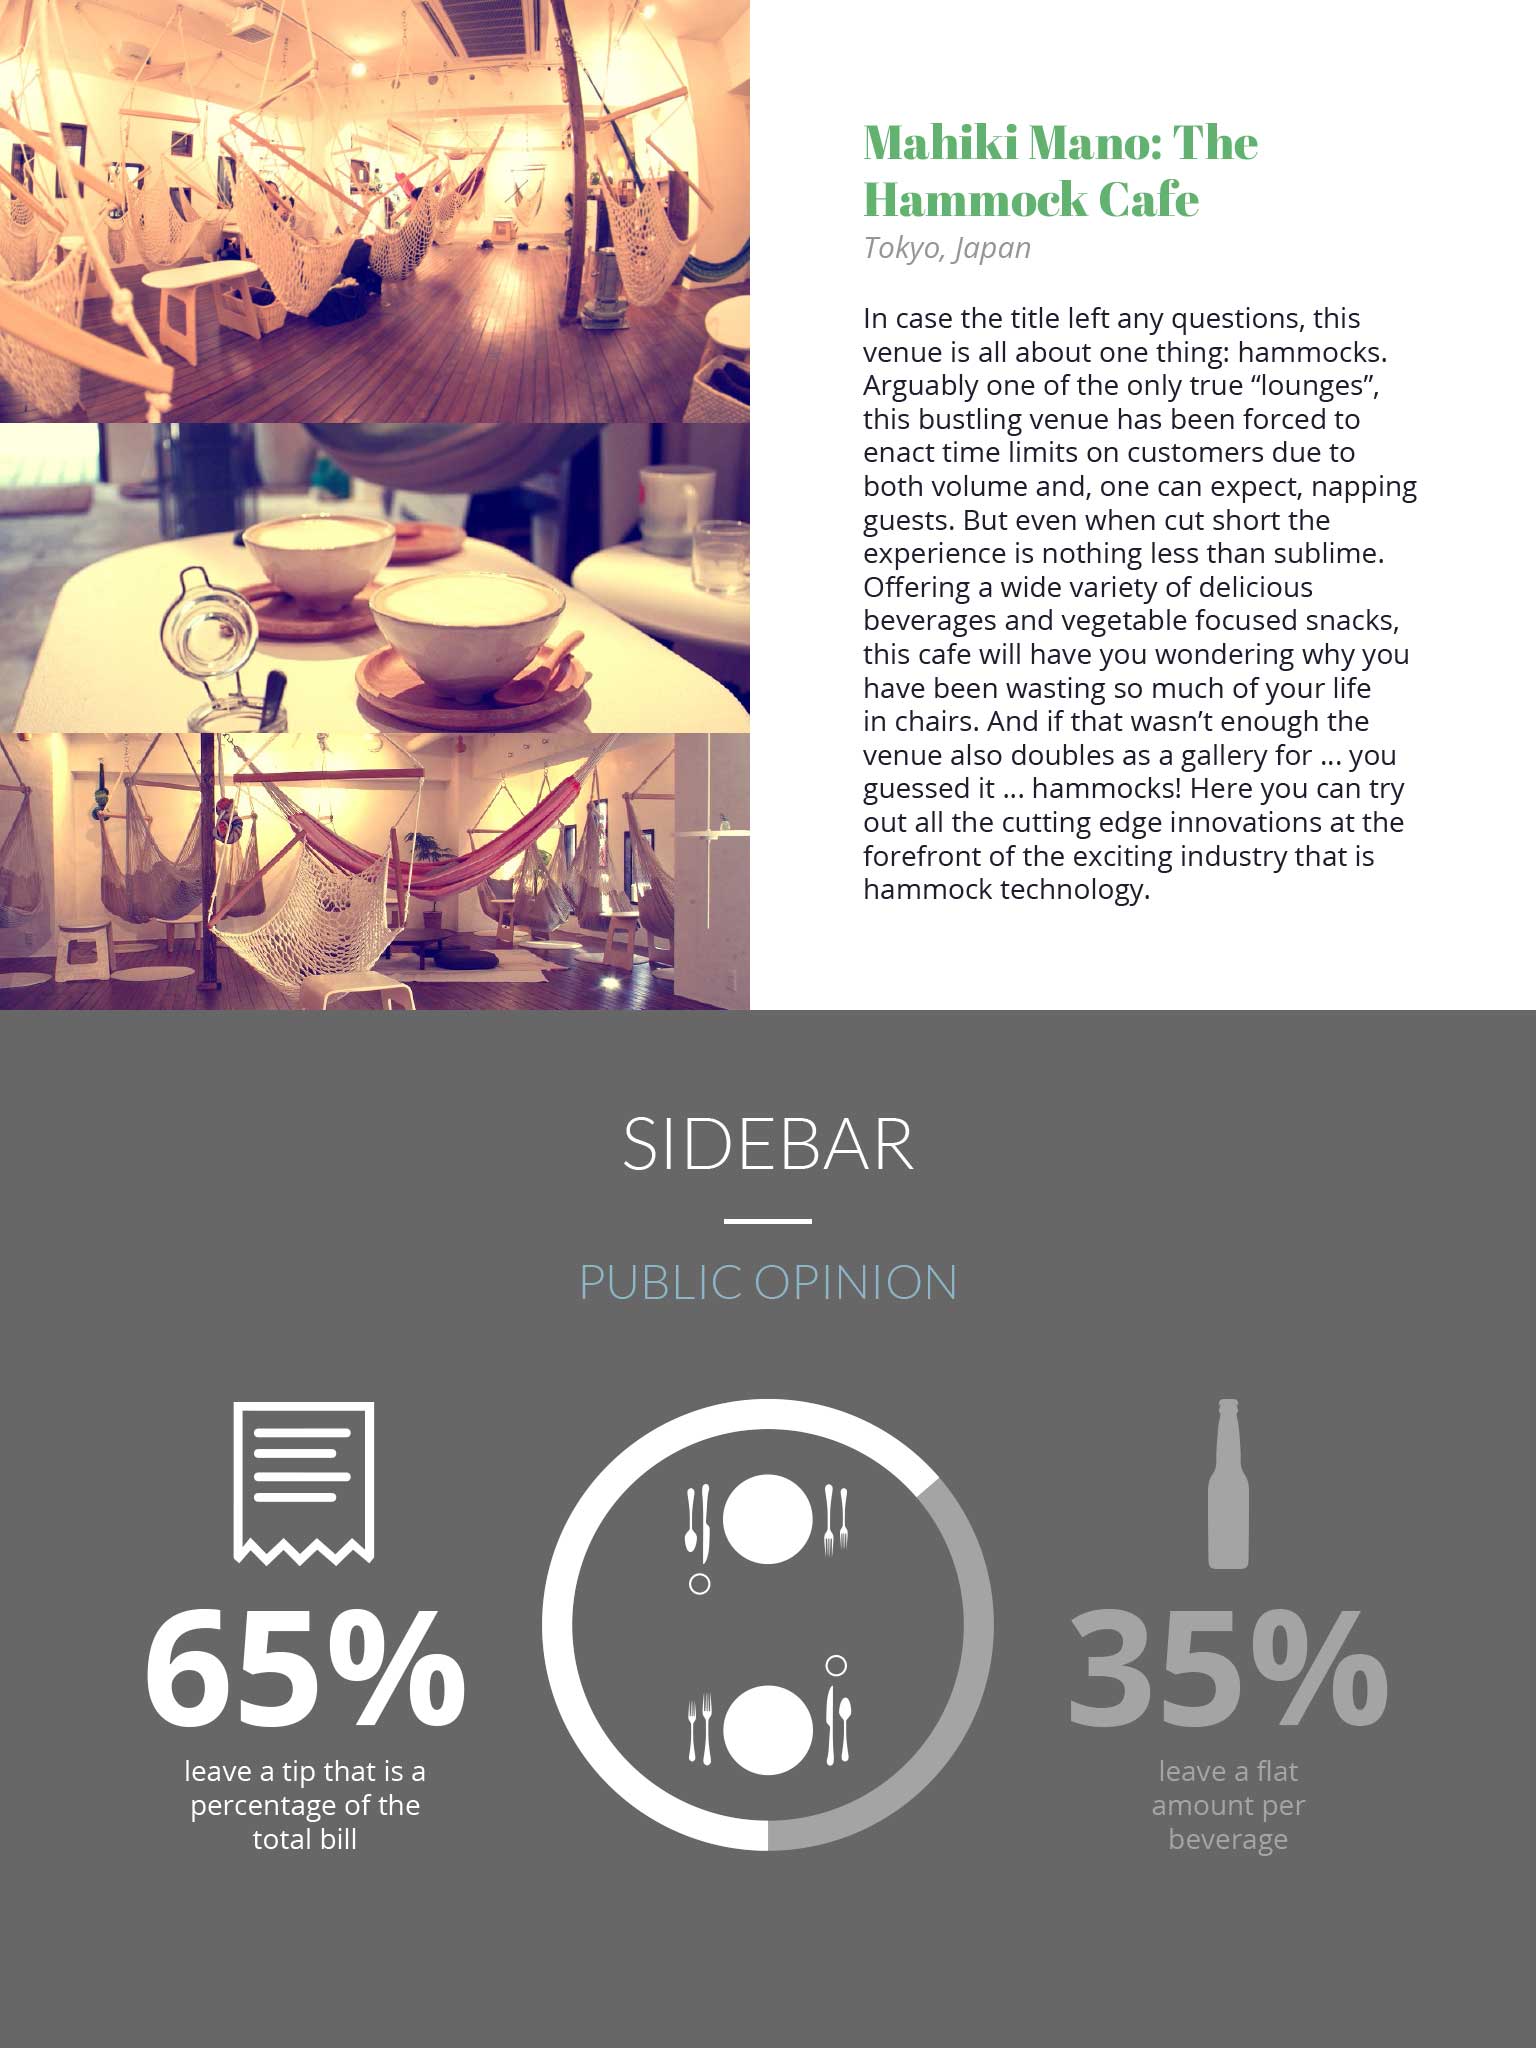 Mahiki Mano: The
Hammock Cafe
Tokyo, Japan
In case the title left any questions, this
venue is all about one thing: hammocks.
Arguably one of the only true “lounges”,
this bustling venue has been forced to
enact time limits on customers due to
both volume and, one can expect, napping
guests. But even when cut short the
experience is nothing less than sublime.
Offering a wide variety of delicious
beverages and vegetable focused snacks,
this cafe will have you wondering why you
have been wasting so much of your life
in chairs. And if that wasn’t enough the
venue also doubles as a gallery for ... you
guessed it ... hammocks! Here you can try
out all the cutting edge innovations at the
forefront of the exciting industry that is
hammock technology.
SIDEBAR
PUBLIC OPINION
65%
leave a tip that is a
percentage of the
total bill
35%
leave a flat
amount per
beverage